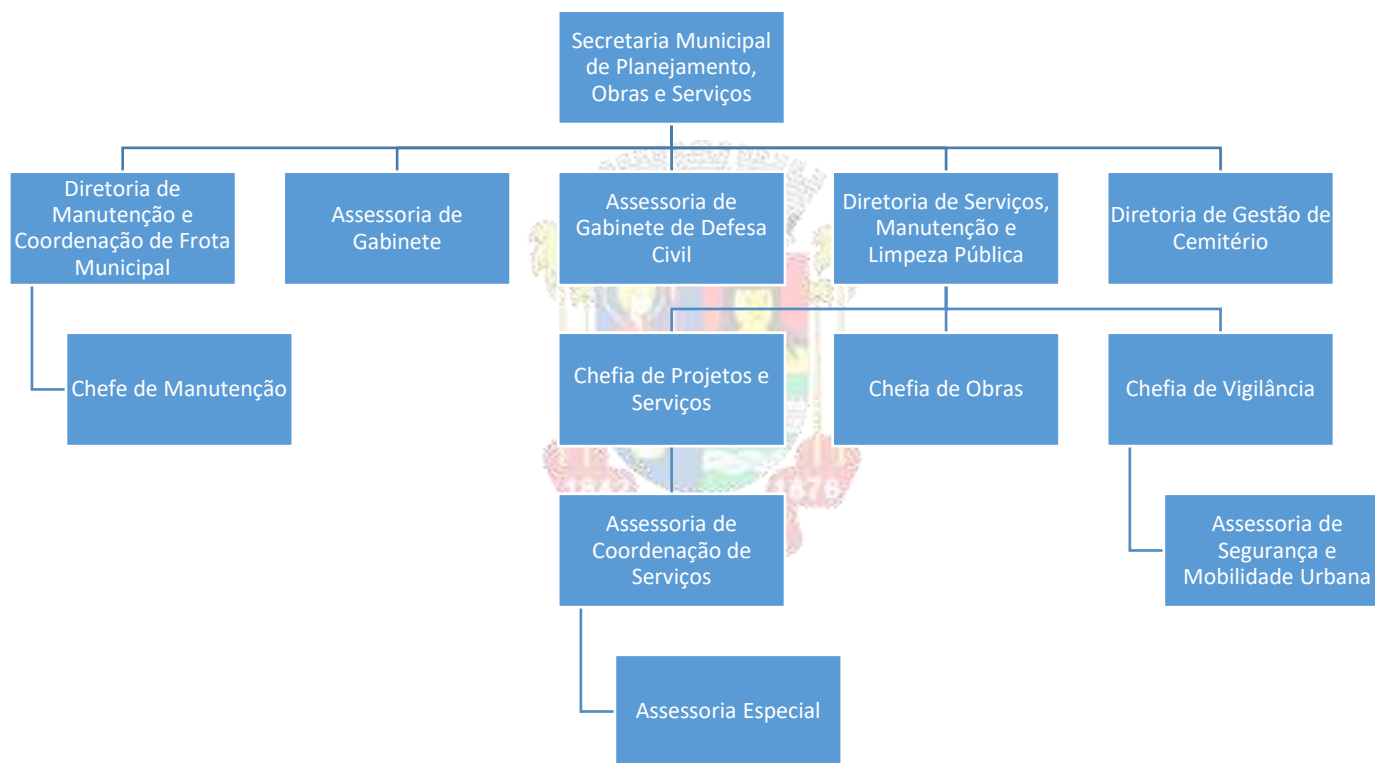 Secretaria Municipal
de Planejamento,
Obras e Serviços
Diretoria de
Manutenção e
Coordenação de Frota
Municipal
Assessoria de
Gabinete
Assessoria de
Gabinete de Defesa
Civil
Diretoria de Serviços,
Manutenção e
Limpeza Pública
Diretoria de Gestão de
Cemitério
Chefe de Manutenção
Chefia de Projetos e
Serviços
Chefia de Obras
Chefia de Vigilância
1842
1876
Assessoria de
Coordenação de
Serviços
Assessoria de
Segurança e
Mobilidade Urbana
Assessoria Especial